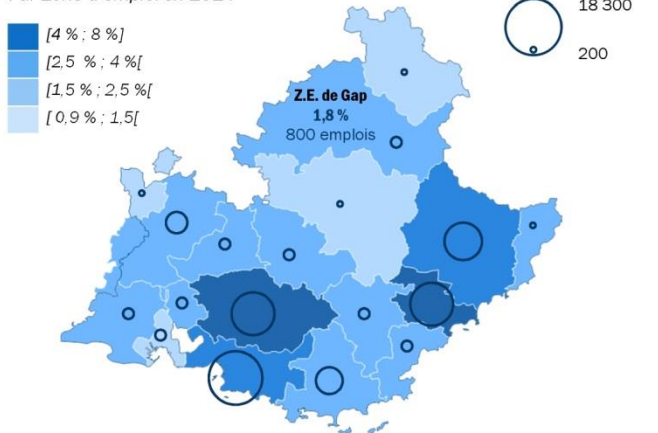 [4 % ; 8 %]
[2,5 % ; 4 %[
[1,5 % ; 2,5 %[
[ 0,9 % ; 1,5[
18 300
200
Z.E. de Gap
1,8 %
800 emplois